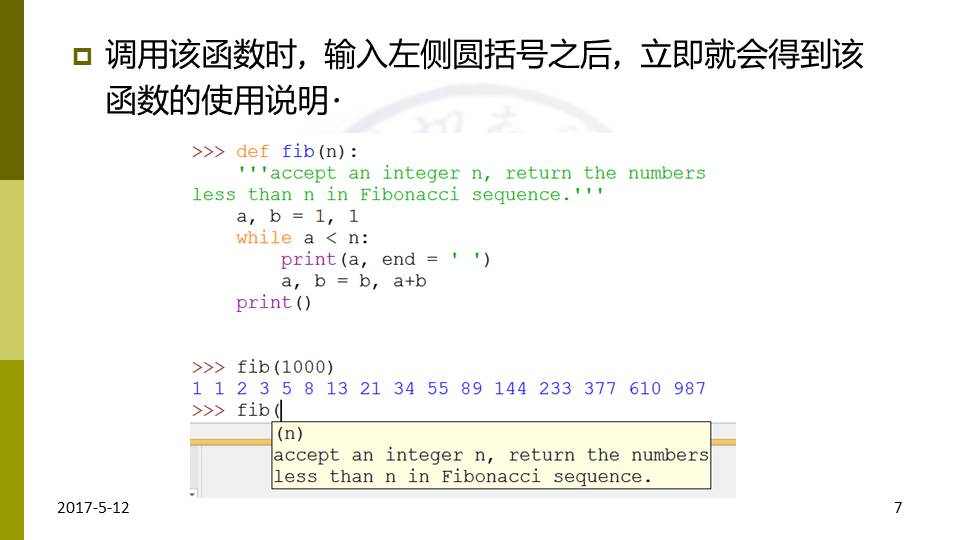 调用该函数时，输入左侧圆括号之后，立即就会得到该
函数的使用说明.
>>> def fib(n):
    '''accept an integer n, return the numbers
less than n in Fibonacci sequence.'''
    a, b = 1, 1
    while a < n:
        print(a, end = ' ')
        a, b = b, a+b
    print()
>>> fib(1000)
1 1 2 3 5 8 13 21 34 55 89 144 233 377 610 987
>>> fib(
(n)
accept an integer n, return the numbers
less than n in Fibonacci sequence.
2017-5-12
7